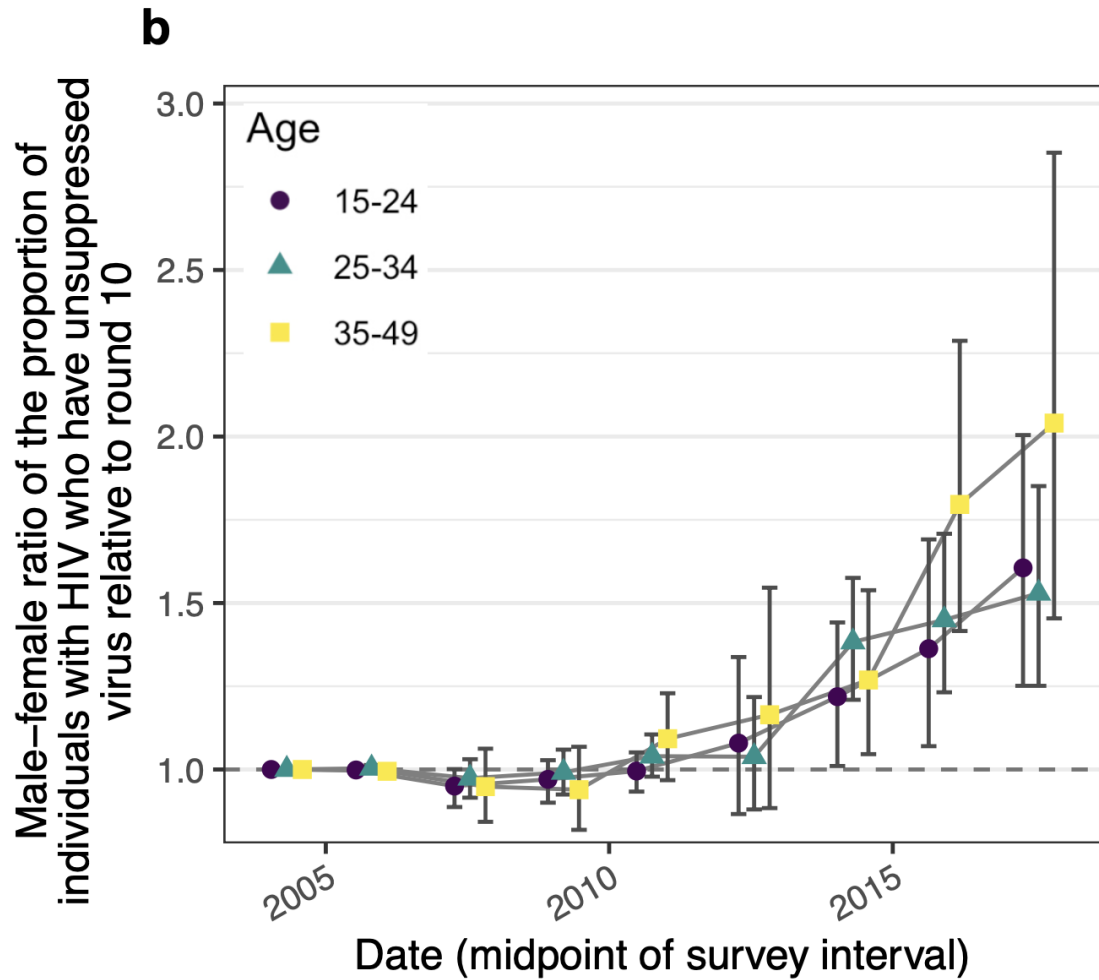 b
Male–female ratio of the proportion of
individuals with HIV who have unsuppressed
virus relative to round 10
3.0
2.5
2.0
1.5
1.0
Age
15-24
25-34
35-49
2005
2010
2015
Date (midpoint of survey interval)